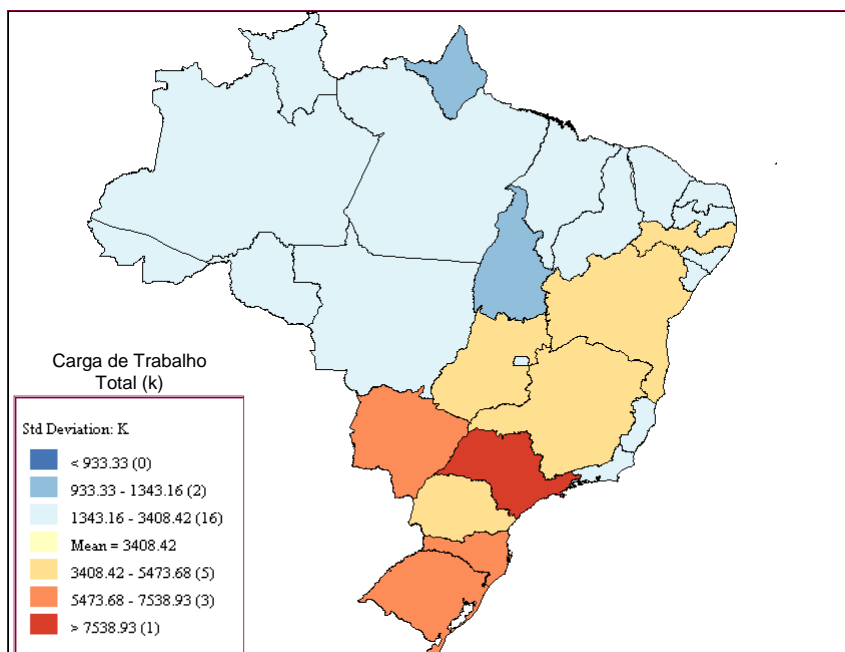 Carga de Trabalho
Total (k)
Std Deviation: K
< 933.33 (0)
933.33 - 1343.16 (2)
1343.16 - 3408.42 (16)
Mean = 3408.42
3408.42 - 5473.68 (5)
5473.68 - 7538.93 (3)
> 7538.93 (1)